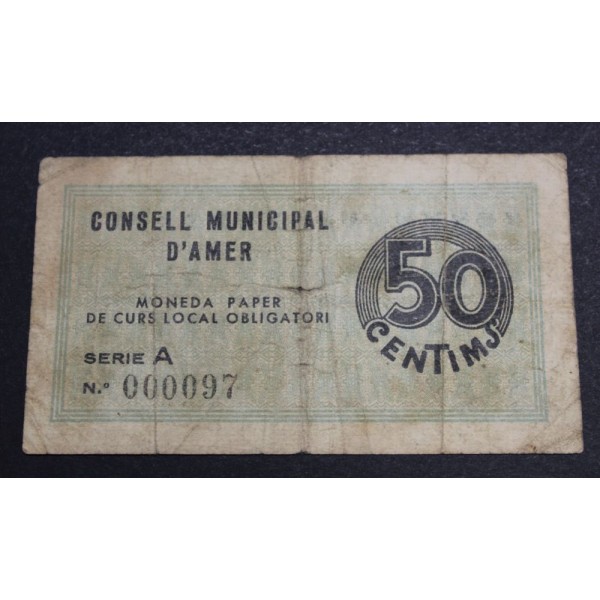 CONSELL MUNICIPAL
D'AMER
MONEDA PAPER
DE CURS LOCAL OBLIGATORI
SERIE A
N.º 000097
50
CENTIMS